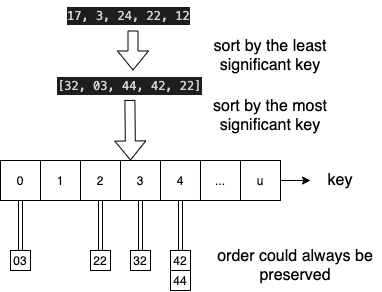 17, 3, 24, 22, 12
sort by the least
significant key
[32, 03, 44, 42, 22]
sort by the most
significant key
0 1 2 3 4 ... u key
03 22 32 42
44
order could always be
preserved